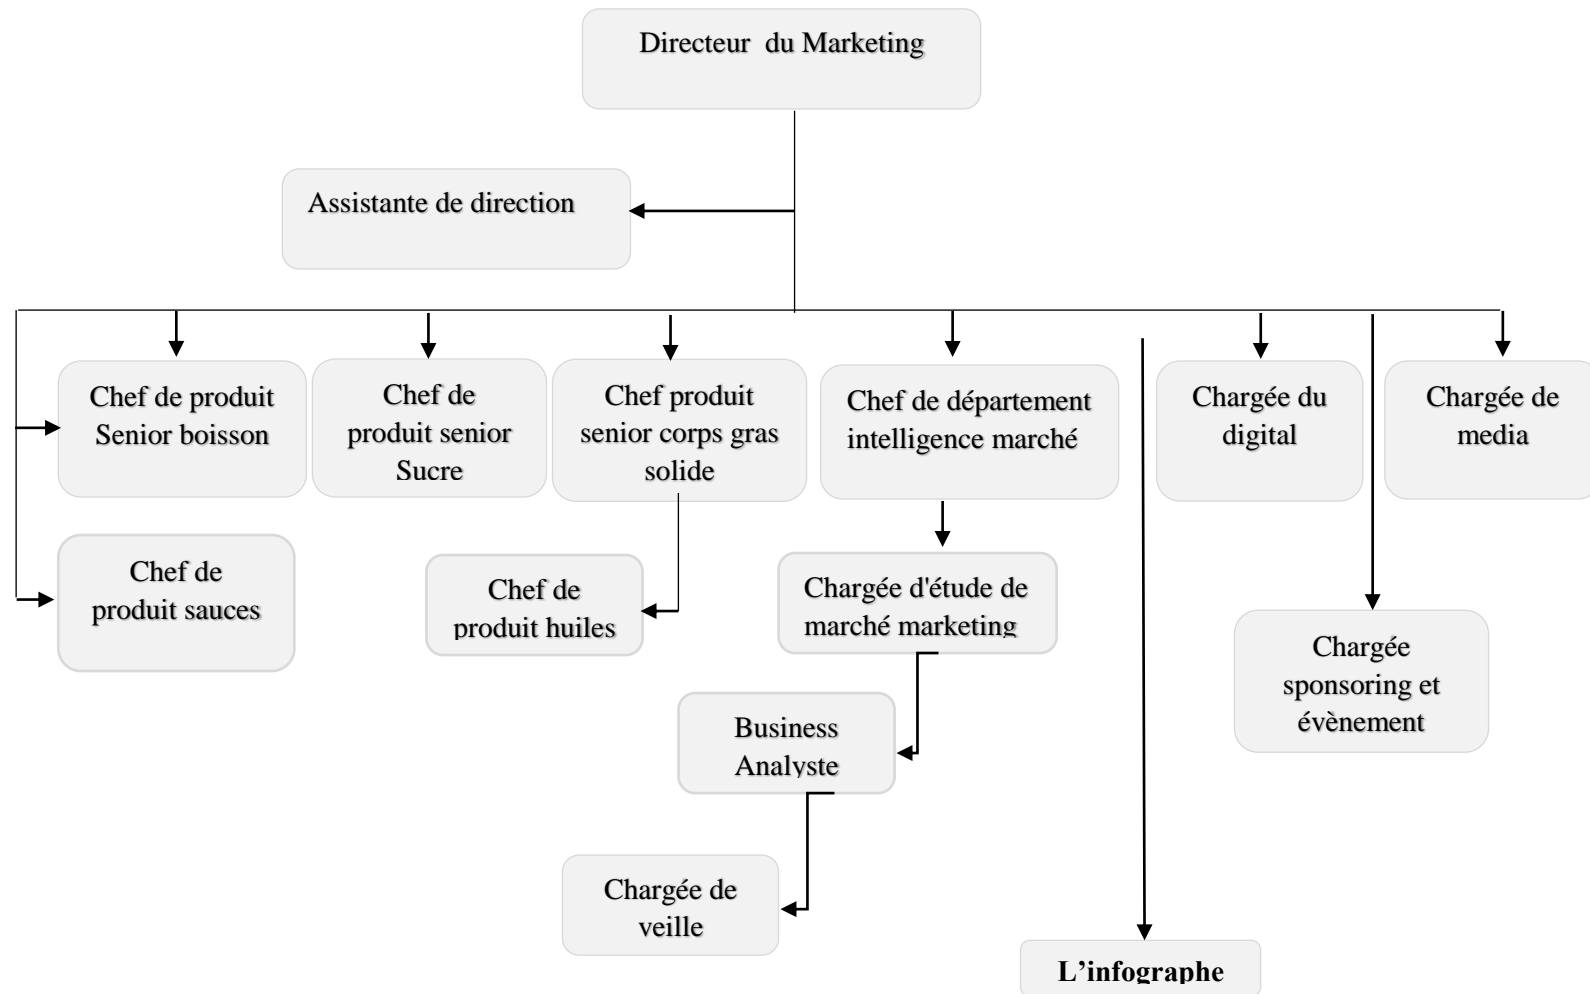 Directeur du Marketing
Assistante de direction
Chef de produit
Senior boisson
Chef de
produit senior
Sucre
Chef produit
senior corps gras
solide
Chef de département
intelligence marché
Chargée du
digital
Chargée de
media
Chef de
produit sauces
Chef de
produit huiles
Chargée d'étude de
marché marketing
Chargée
sponsoring et
évènement
Business
Analyste
Chargée de
veille
L’infographe